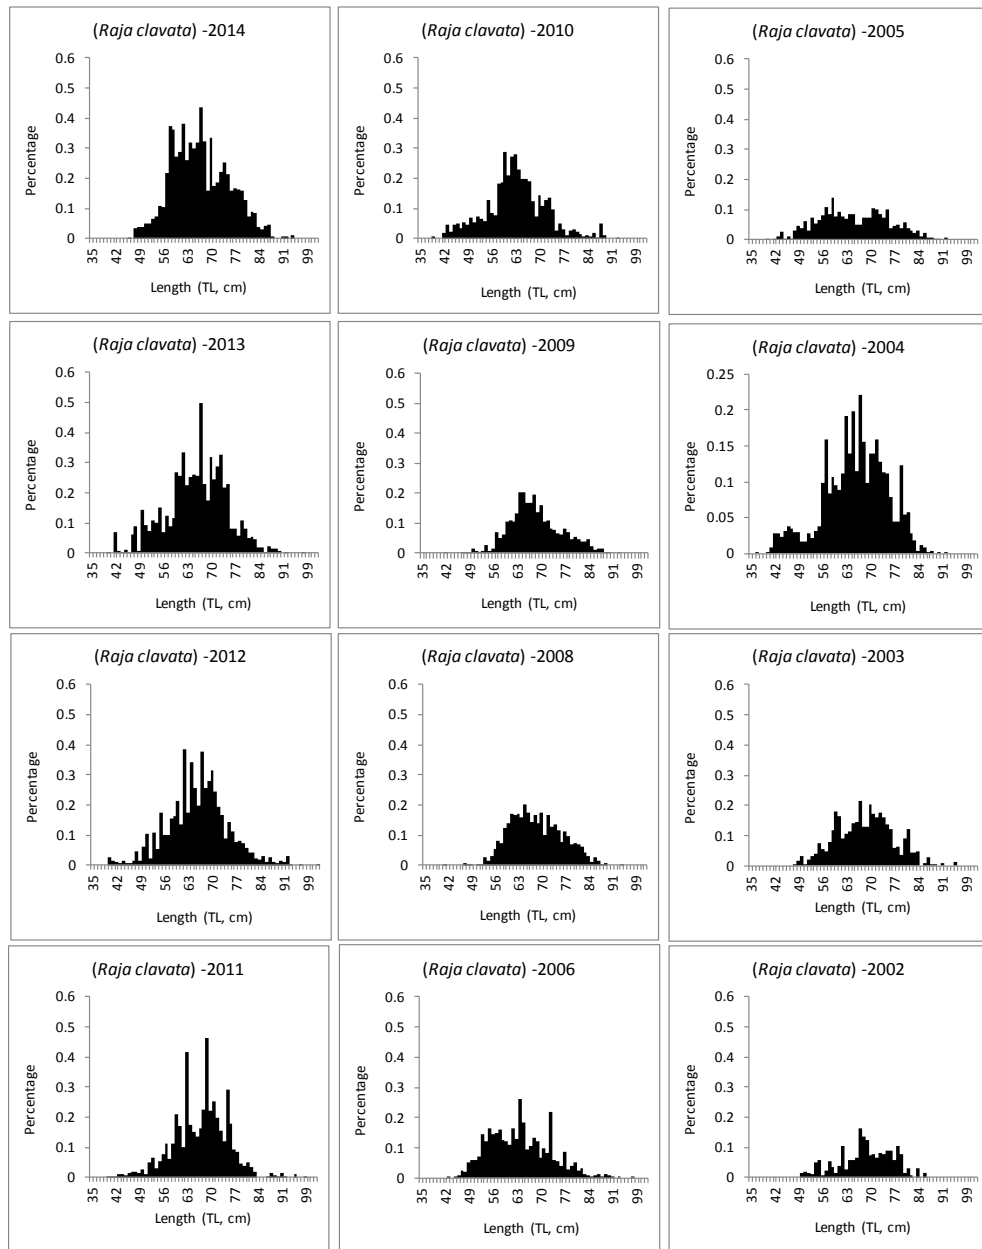 (Raja clavata) -2014
0.6
0.5
0.4
0.3
0.2
0.1
0
Percentage
35 42 49 56 63 70 77 84 91 99
Length (TL, cm)
(Raja clavata) -2010
0.6
0.5
0.4
0.3
0.2
0.1
0
Percentage
35 42 49 56 63 70 77 84 91 99
Length (TL, cm)
(Raja clavata) -2005
0.6
0.5
0.4
0.3
0.2
0.1
0
Percentage
35 42 49 56 63 70 77 84 91 99
Length (TL, cm)
(Raja clavata) -2013
0.6
0.5
0.4
0.3
0.2
0.1
0
Percentage
35 42 49 56 63 70 77 84 91 99
Length (TL, cm)
(Raja clavata) -2009
0.6
0.5
0.4
0.3
0.2
0.1
0
Percentage
35 42 49 56 63 70 77 84 91 99
Length (TL, cm)
(Raja clavata) -2004
0.25
0.2
0.15
0.1
0.05
0
Percentage
35 42 49 56 63 70 77 84 91 99
Length (TL, cm)
(Raja clavata) -2012
0.6
0.5
0.4
0.3
0.2
0.1
0
Percentage
35 42 49 56 63 70 77 84 91 99
Length (TL, cm)
(Raja clavata) -2008
0.6
0.5
0.4
0.3
0.2
0.1
0
Percentage
35 42 49 56 63 70 77 84 91 99
Length (TL, cm)
(Raja clavata) -2003
0.6
0.5
0.4
0.3
0.2
0.1
0
Percentage
35 42 49 56 63 70 77 84 91 99
Length (TL, cm)
(Raja clavata) -2011
0.6
0.5
0.4
0.3
0.2
0.1
0
Percentage
35 42 49 56 63 70 77 84 91 99
Length (TL, cm)
(Raja clavata) -2006
0.6
0.5
0.4
0.3
0.2
0.1
0
Percentage
35 42 49 56 63 70 77 84 91 99
Length (TL, cm)
(Raja clavata) -2002
0.6
0.5
0.4
0.3
0.2
0.1
0
Percentage
35 42 49 56 63 70 77 84 91 99
Length (TL, cm)